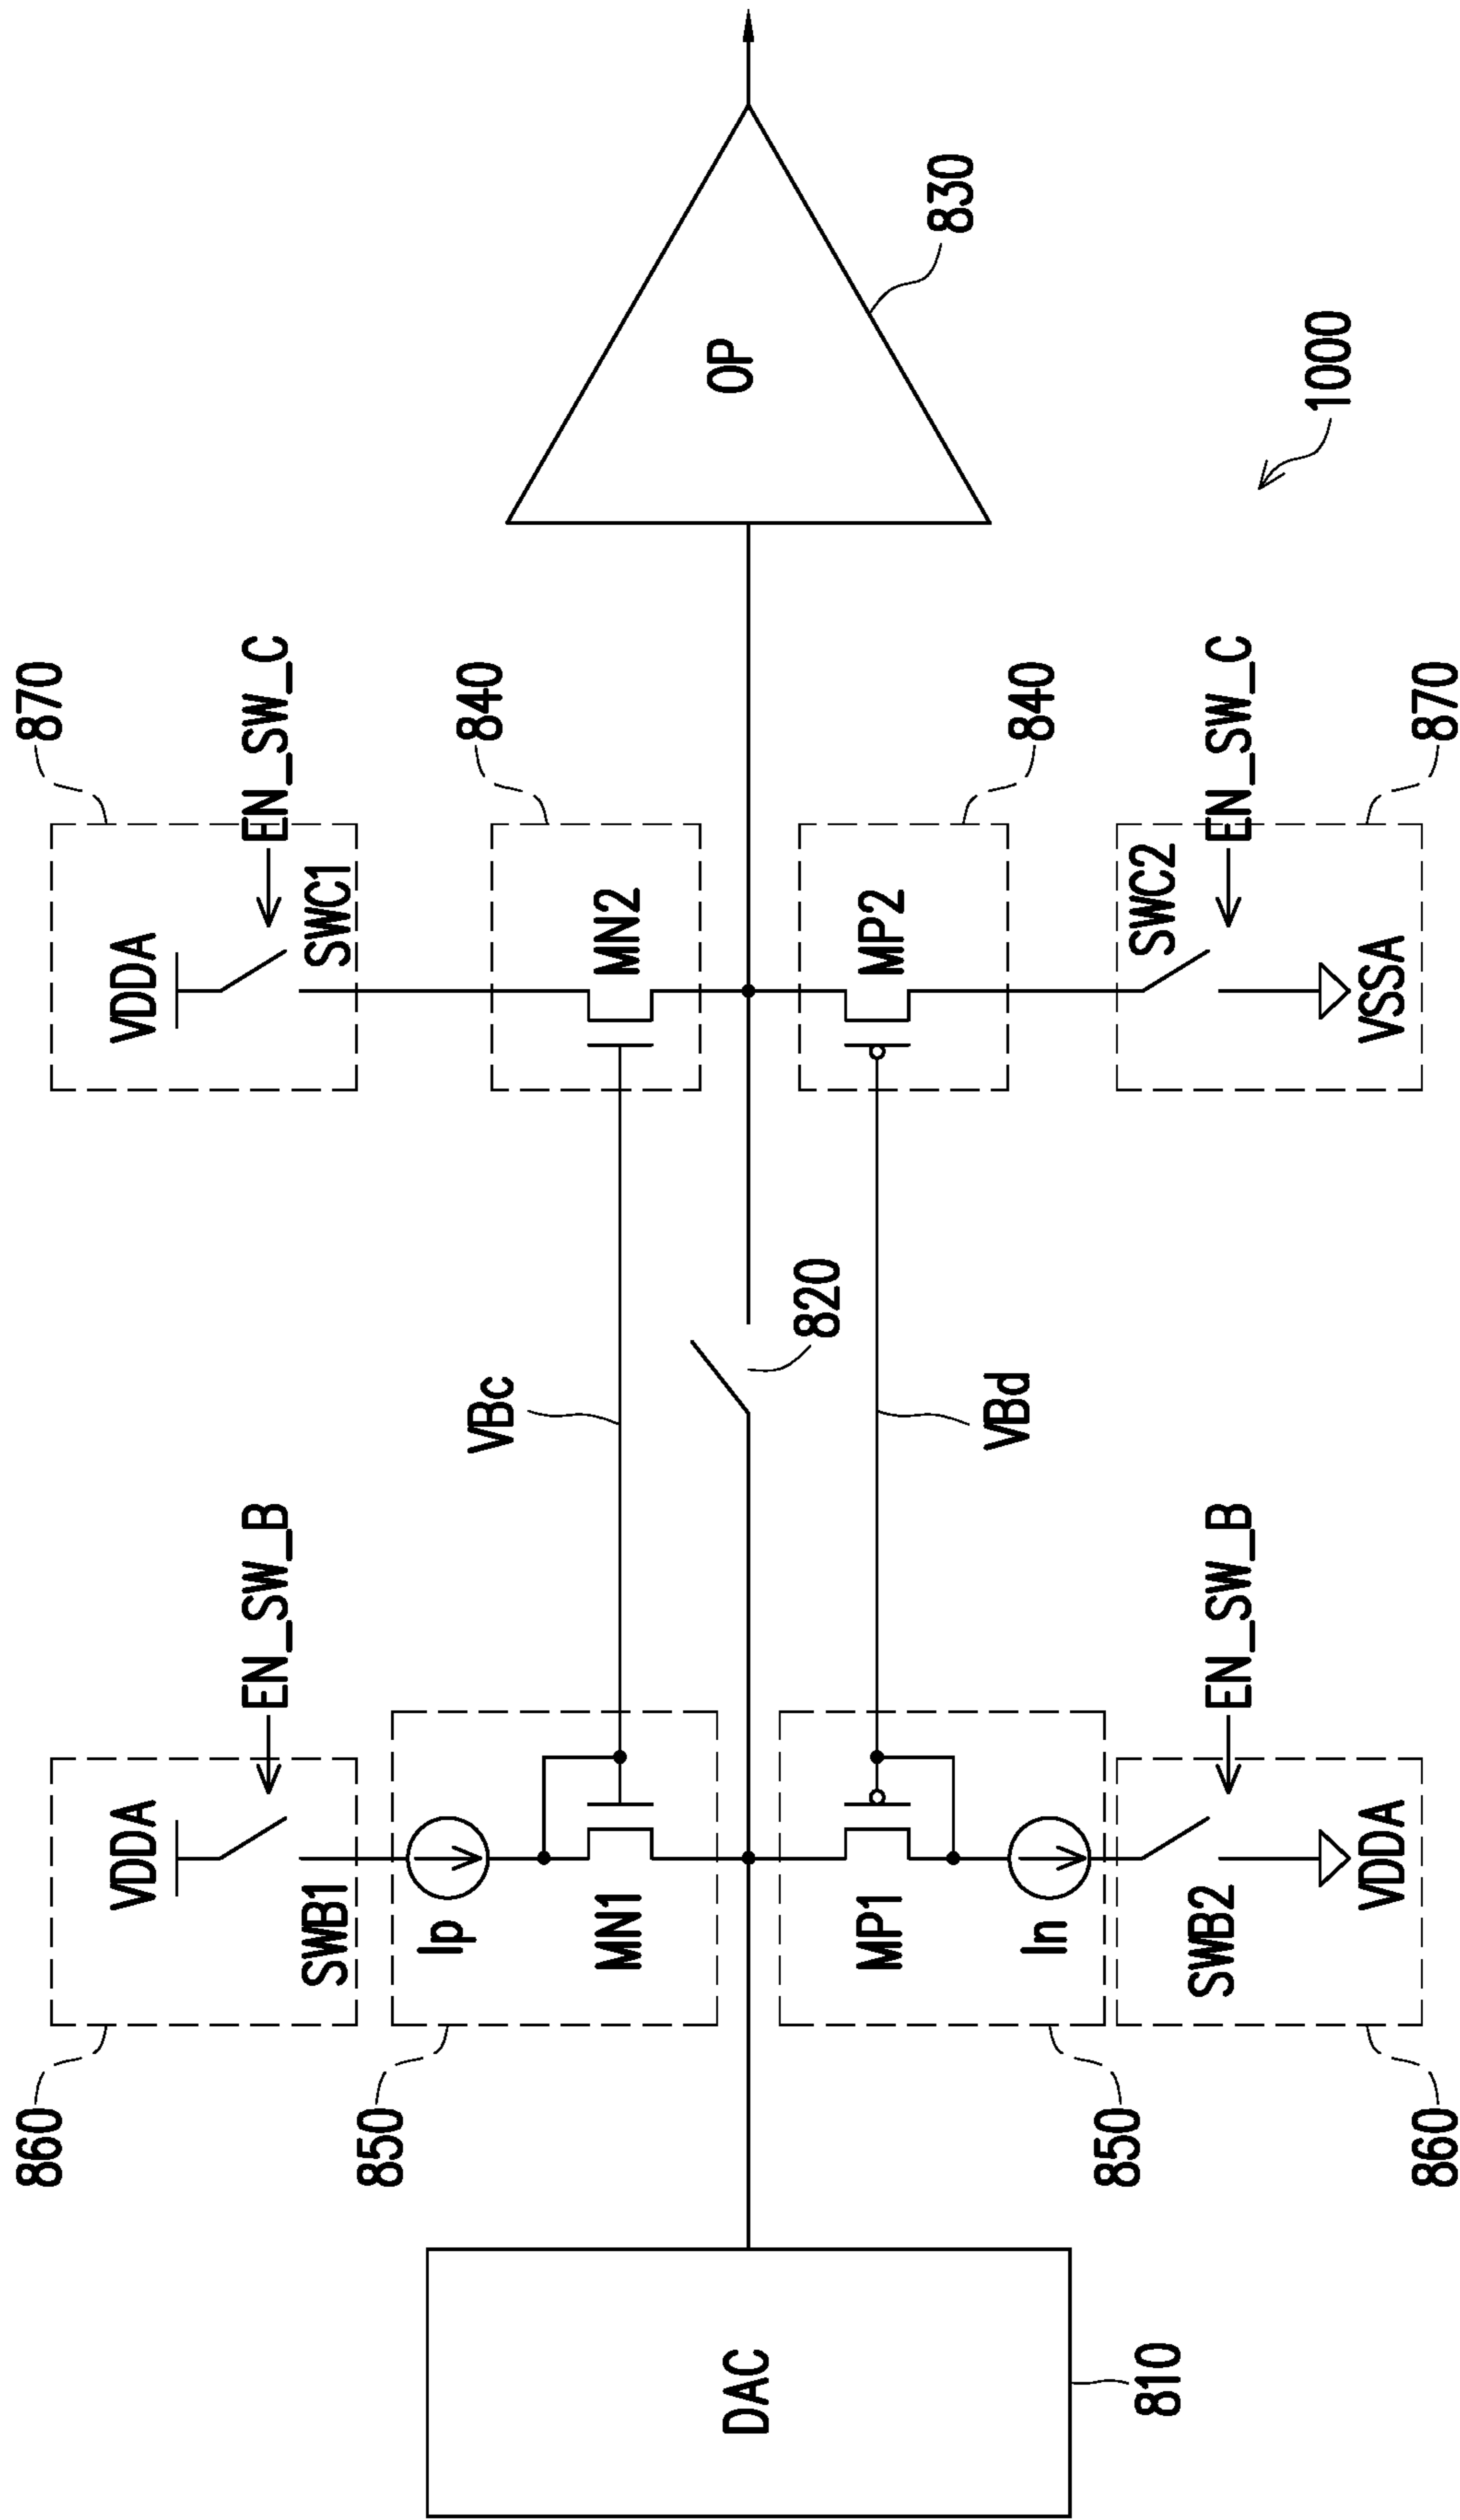 860
870
VDDA
VDDA
EN_SW_B
EN_SW_C
SWB1
SWC1
850
Ip
VBc
840
MN1
MN2
DAC
OP
820
MP1
MP2
830
VBd
840
In
850
810
SWC2
SWB2
EN_SW_B
EN_SW_C
1000
VDDA
VSSA
860
870